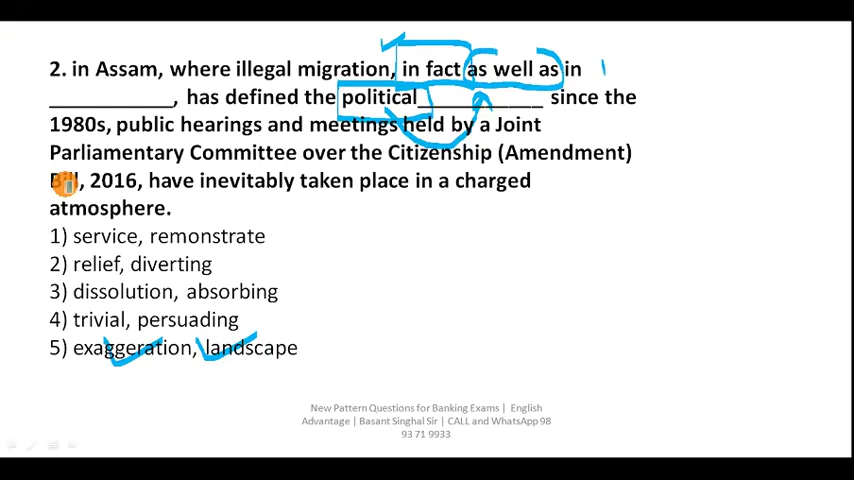 2. in Assam, where illegal migration, in fact as well as in
____________, has defined the political____________ since the
1980s, public hearings and meetings held by a Joint
Parliamentary Committee over the Citizenship (Amendment)
Bill, 2016, have inevitably taken place in a charged
atmosphere.
1) service, remonstrate
2) relief, diverting
3) dissolution, absorbing
4) trivial, persuading
5) exaggeration, landscape
New Pattern Questions for Banking Exams | English
Advantage | Basant Singhal Sir | CALL and WhatsApp 98
93 71 9933